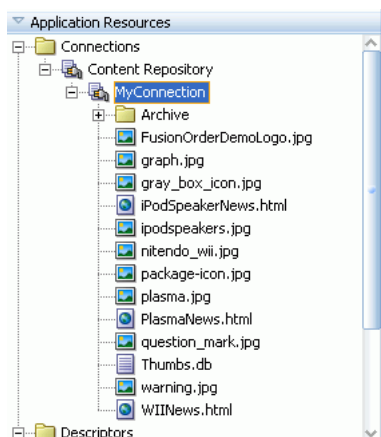 Application Resources
Connections
Content Repository
MyConnection
Archive
FusionOrderDemoLogo.jpg
graph.jpg
gray_box_icon.jpg
iPodSpeakerNews.html
ipodspeakers.jpg
nitendo_wii.jpg
package-icon.jpg
plasma.jpg
PlasmaNews.html
question_mark.jpg
Thumbs.db
warning.jpg
WIINews.html
Descriptors